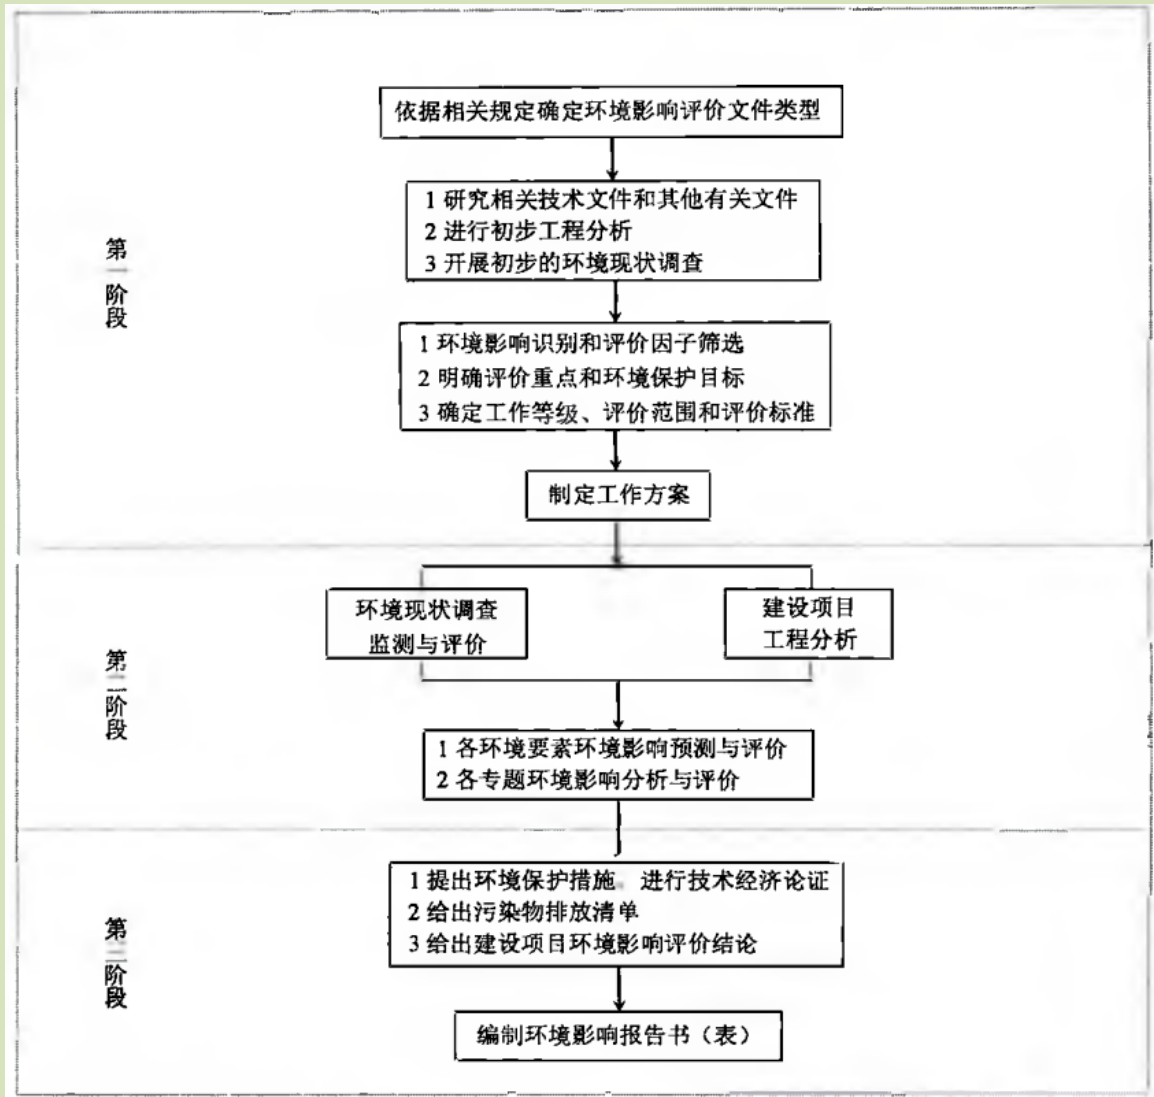 依据相关规定确定环境影响评价文件类型
1 研究相关技术文件和其他有关文件
2 进行初步工程分析
3 开展初步的环境现状调查
第一阶段
1 环境影响识别和评价因子筛选
2 明确评价重点和环境保护目标
3 确定工作等级、评价范围和评价标准
制定工作方案
环境现状调查
监测与评价
建设项目
工程分析
第二阶段
1 各环境要素环境影响预测与评价
2 各专题环境影响分析与评价
1 提出环境保护措施，进行技术经济论证
2 给出污染物排放清单
3 给出建设项目环境影响评价结论
第三阶段
编制环境影响报告书（表）